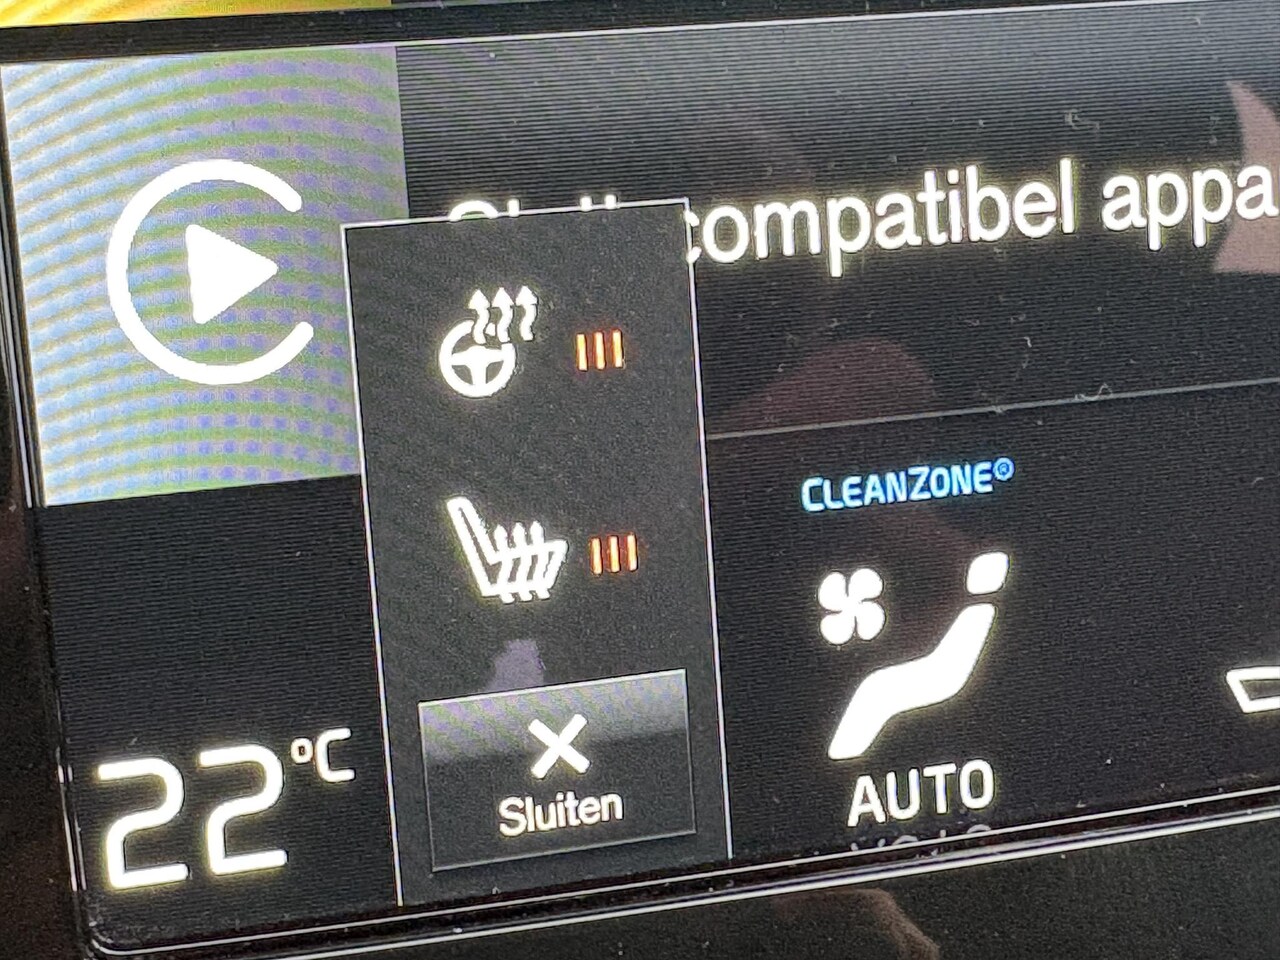 compatibel appa
CLEANZONE®
22°C
AUTO
Sluiten